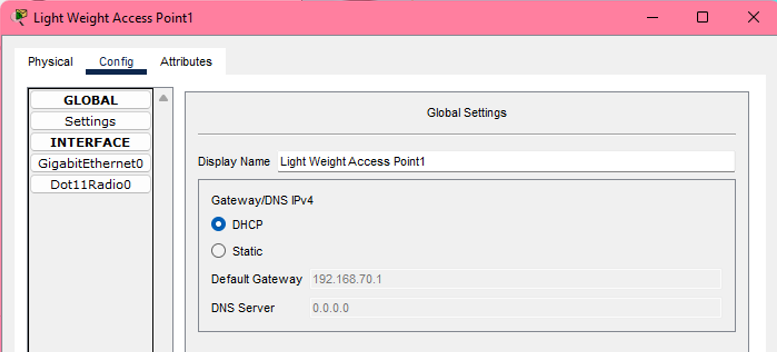 Light Weight Access Point1
Physical Config Attributes
GLOBAL
Settings
INTERFACE
GigabitEthernet0
Dot11Radio0
Global Settings
Display Name Light Weight Access Point1
Gateway/DNS IPv4
DHCP
Static
Default Gateway 192.168.70.1
DNS Server 0.0.0.0